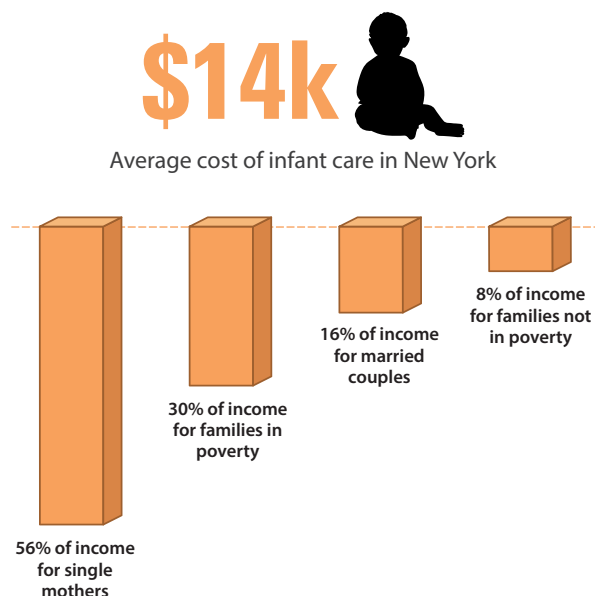 $14k
Average cost of infant care in New York
56% of income
for single
mothers
30% of income
for families in
poverty
16% of income
for married
couples
8% of income
for families not
in poverty